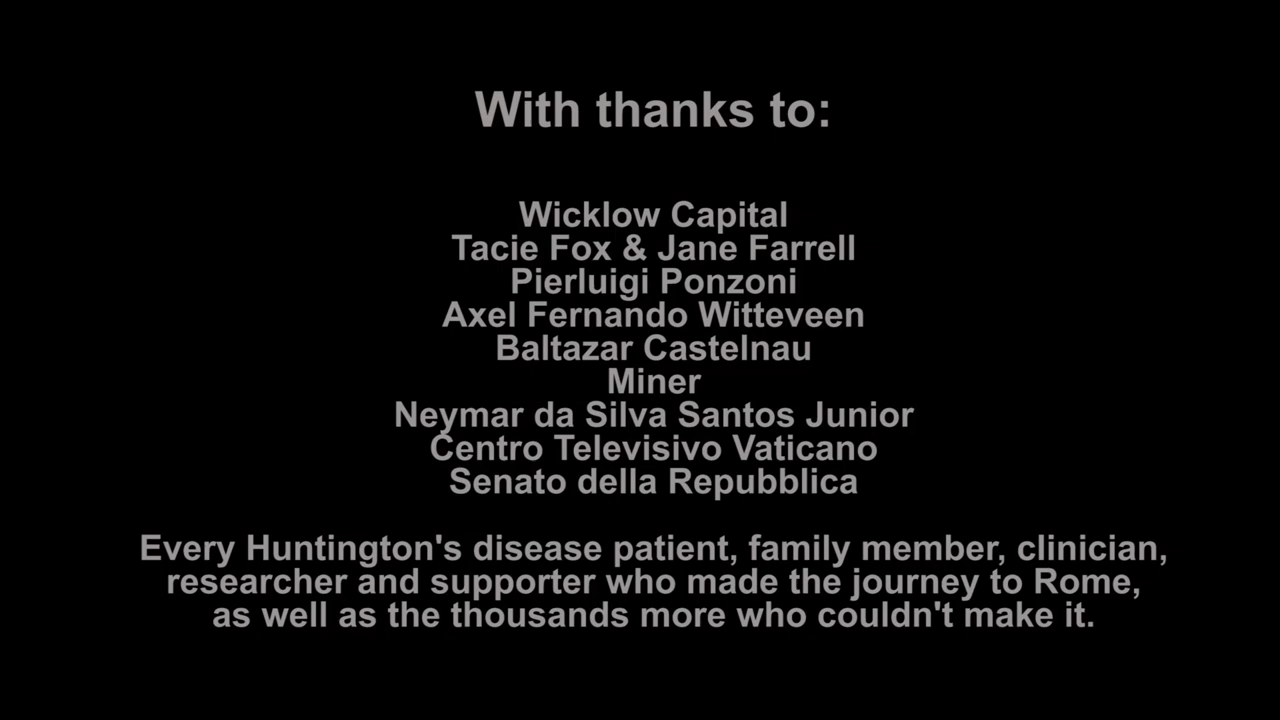 With thanks to:
Wicklow Capital
Tacie Fox & Jane Farrell
Pierluigi Ponzoni
Axel Fernando Witteveen
Baltazar Castelnau
Miner
Neymar da Silva Santos Junior
Centro Televisivo Vaticano
Senato della Repubblica
Every Huntington's disease patient, family member, clinician,
researcher and supporter who made the journey to Rome,
as well as the thousands more who couldn't make it.